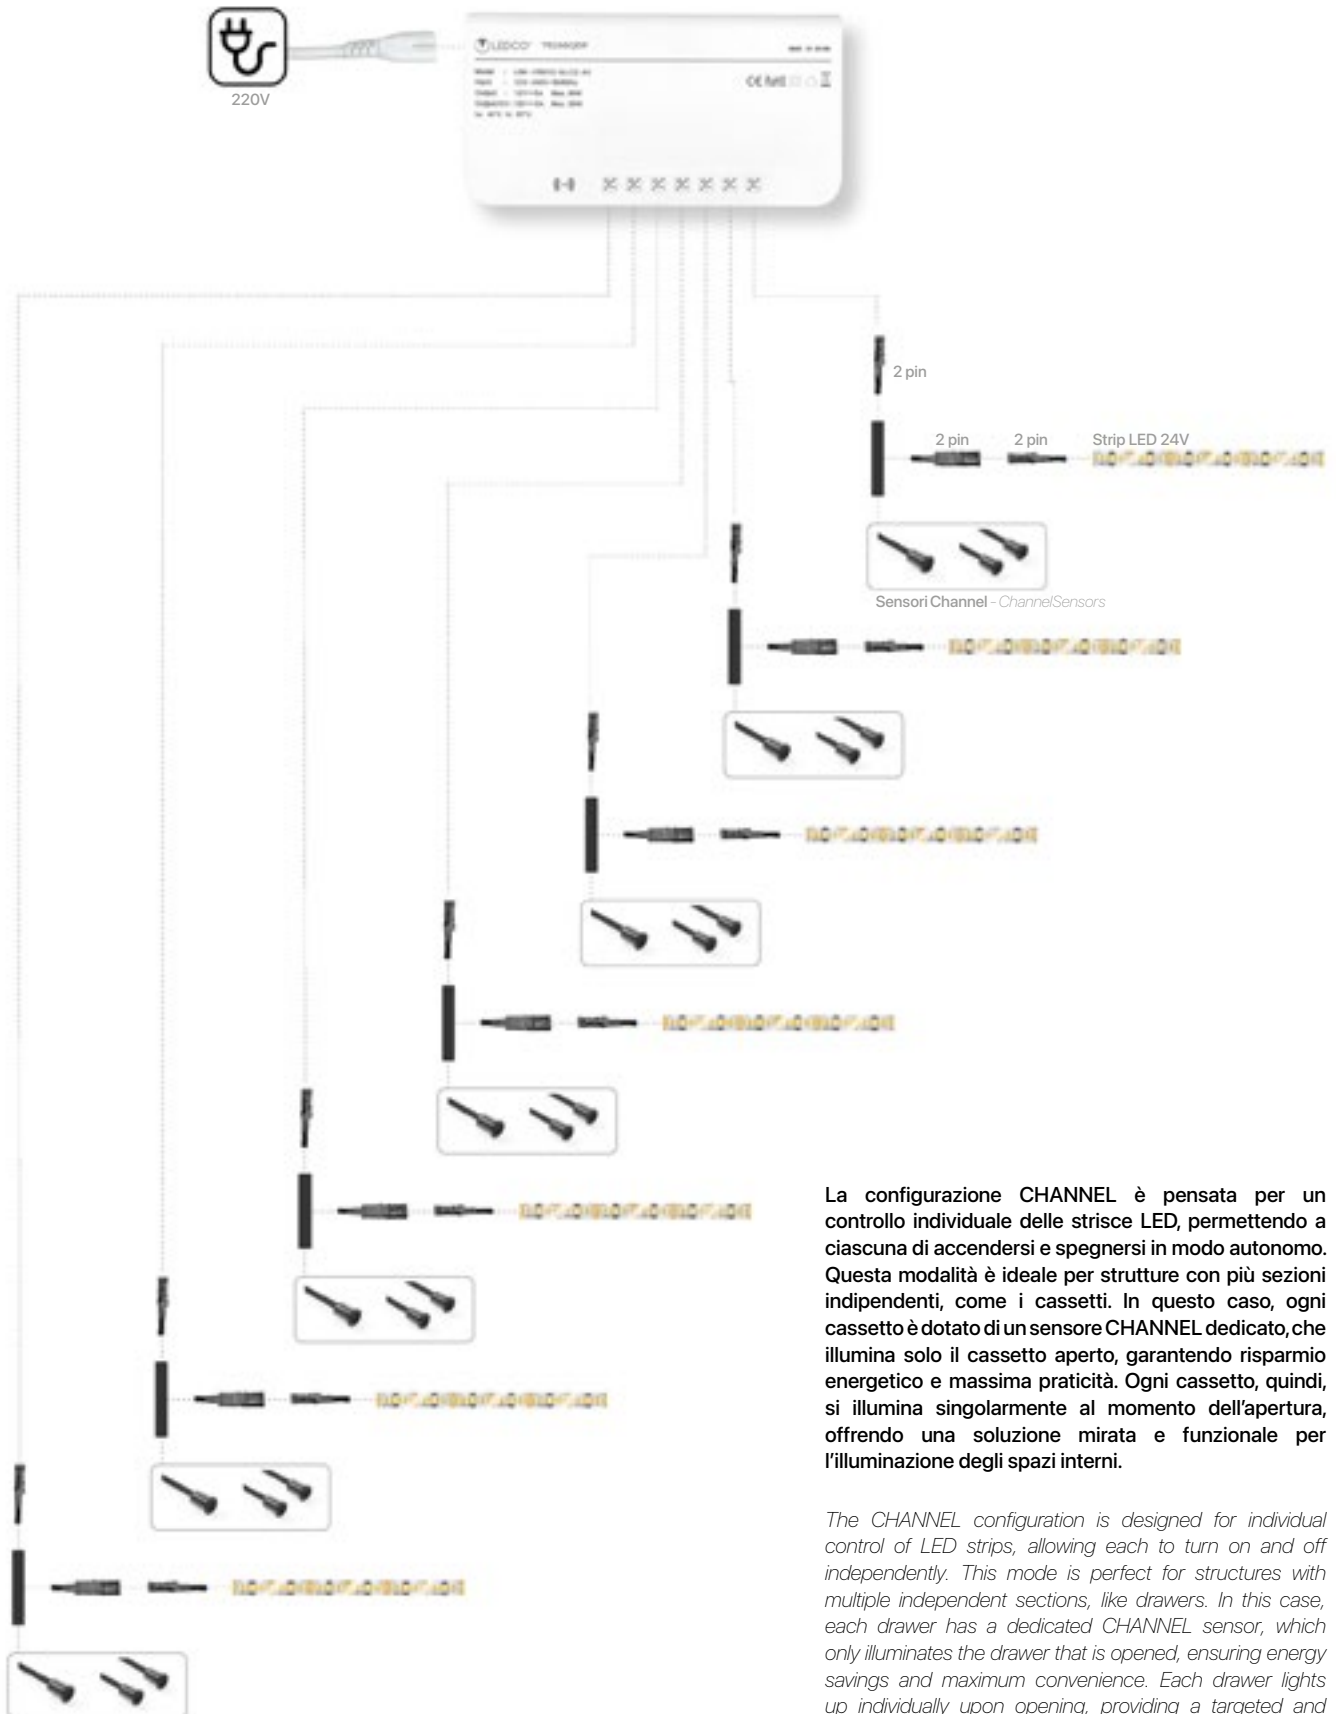 220V
LEDCO
2 pin
2 pin 2 pin Strip LED 24V
Sensori Channel - ChannelSensors
La configurazione CHANNEL è pensata per un
controllo individuale delle strisce LED, permettendo a
ciascuna di accendersi e spegnersi in modo autonomo.
Questa modalità è ideale per strutture con più sezioni
indipendenti, come i cassetti. In questo caso, ogni
cassetto è dotato di un sensore CHANNEL dedicato, che
illumina solo il cassetto aperto, garantendo risparmio
energetico e massima praticità. Ogni cassetto, quindi,
si illumina singolarmente al momento dell'apertura,
offrendo una soluzione mirata e funzionale per
l'illuminazione degli spazi interni.
The CHANNEL configuration is designed for individual
control of LED strips, allowing each to turn on and off
independently. This mode is perfect for structures with
multiple independent sections, like drawers. In this case,
each drawer has a dedicated CHANNEL sensor, which
only illuminates the drawer that is opened, ensuring energy
savings and maximum convenience. Each drawer lights
up individually upon opening, providing a targeted and